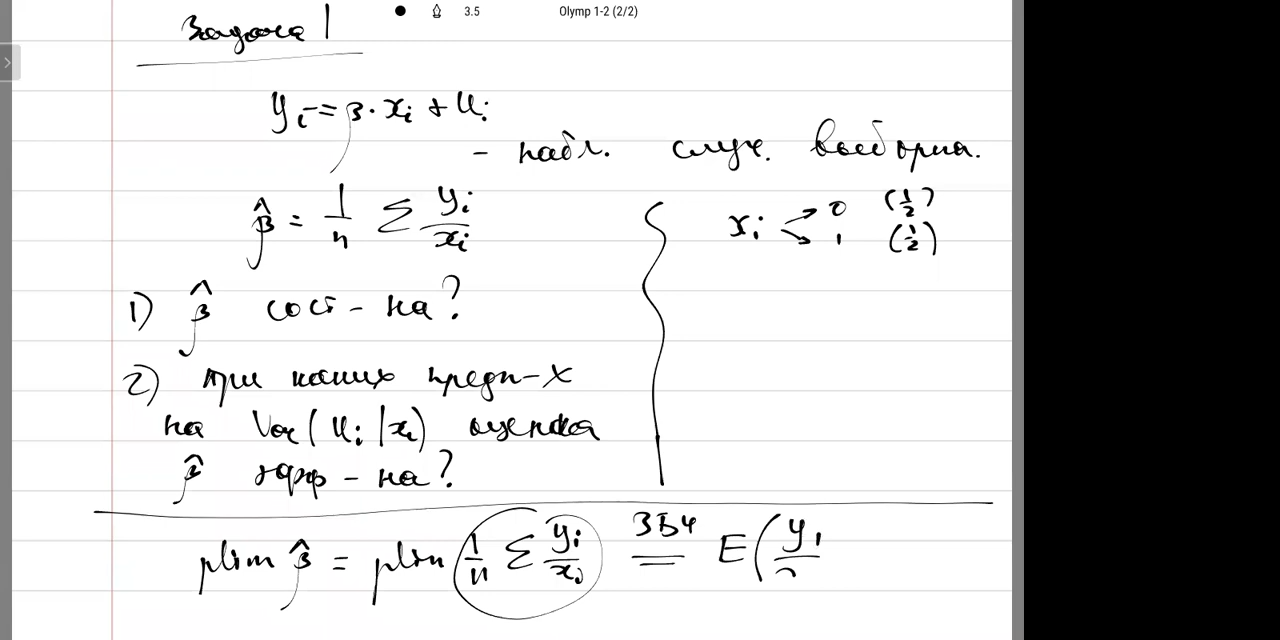 3.5 Olymp 1-2 (2/2)
Задача 1
y_i = β · x_i + u_i
- набл. случ. выборка.
β̂ = 1/n Σ y_i/x_i
x_i < 0 (1/2)
1 (1/2)
1) β̂ сост-на?
2) при каких предп-х
на Var(u_i | x_i) оценка
β̂ эфф-на?
plim β̂ = plim (1/n Σ y_i/x_i) ЗБЧ = E(y_1